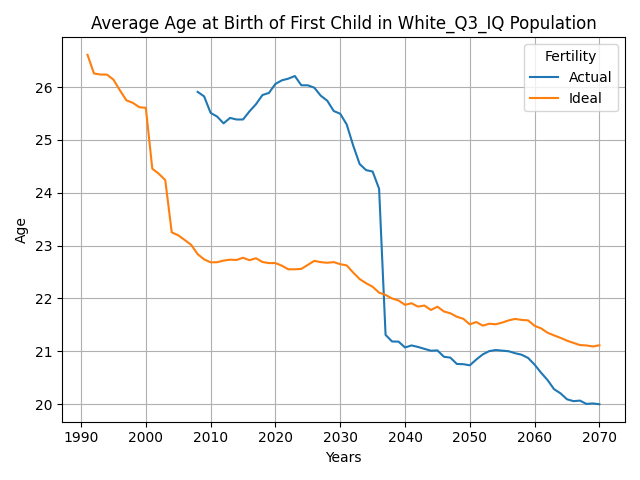 Average Age at Birth of First Child in White_Q3_IQ Population
Fertility
Actual
Ideal
Age
26
25
24
23
22
21
20
1990
2000
2010
2020
2030
2040
2050
2060
2070
Years